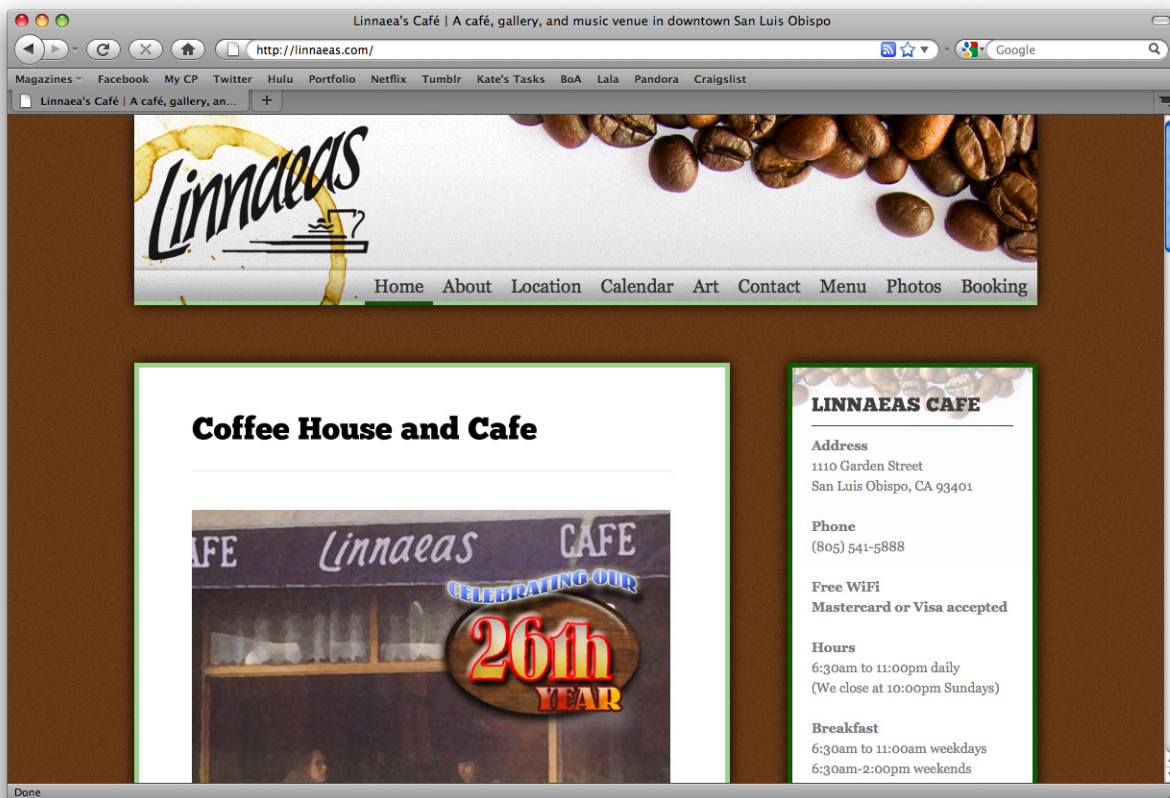 Linnaea's Café | A café, gallery, and music venue in downtown San Luis Obispo
http://linnaeas.com/
Google
Magazines Facebook My CP Twitter Hulu Portfolio Netflix Tumblr Kate's Tasks BoA Lala Pandora Craigslist
Linnaea's Café | A café, gallery, an... +
Linnaeas
Home About Location Calendar Art Contact Menu Photos Booking
Coffee House and Cafe
AFE Linnaeas CAFE
CELEBRATING OUR
26th
YEAR
LINNAEAS CAFE
Address
1110 Garden Street
San Luis Obispo, CA 93401
Phone
(805) 541-5888
Free WiFi
Mastercard or Visa accepted
Hours
6:30am to 11:00pm daily
(We close at 10:00pm Sundays)
Breakfast
6:30am to 11:00am weekdays
6:30am-2:00pm weekends
Done